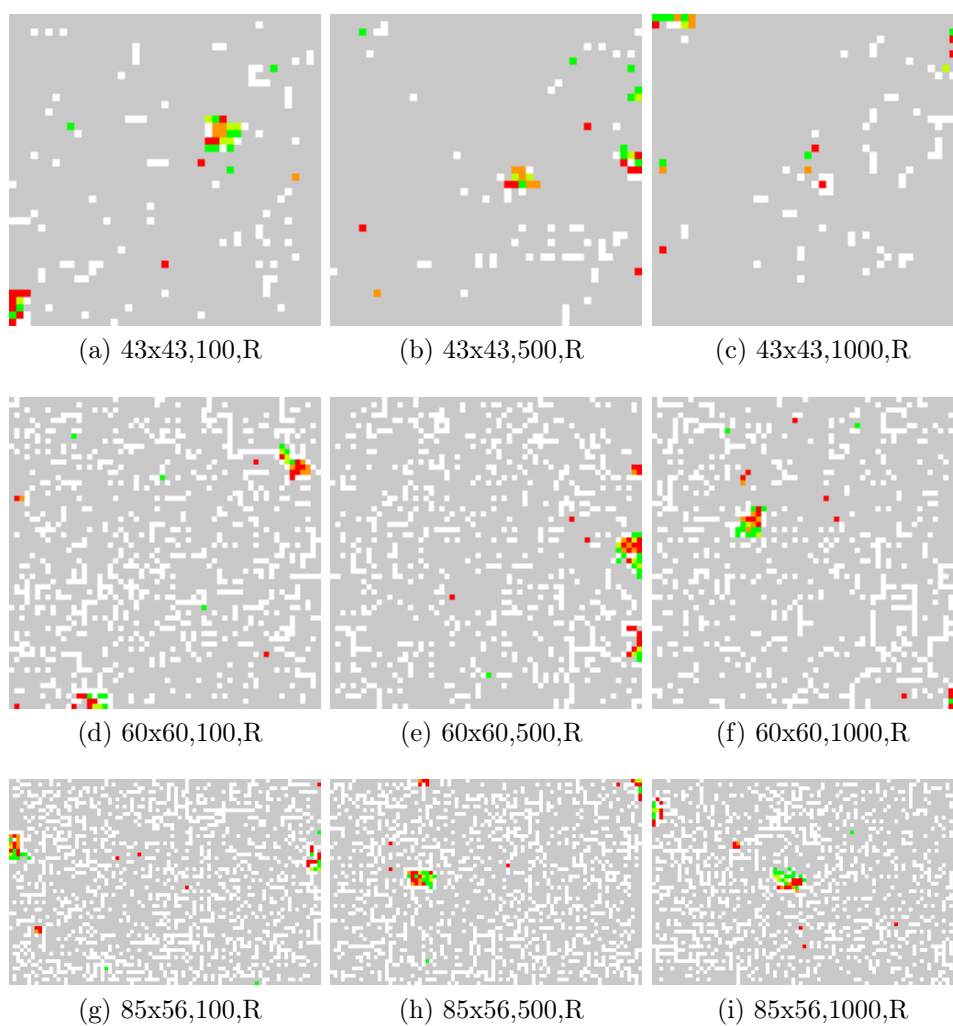 (a) 43x43,100,R
(b) 43x43,500,R
(c) 43x43,1000,R
(d) 60x60,100,R
(e) 60x60,500,R
(f) 60x60,1000,R
(g) 85x56,100,R
(h) 85x56,500,R
(i) 85x56,1000,R